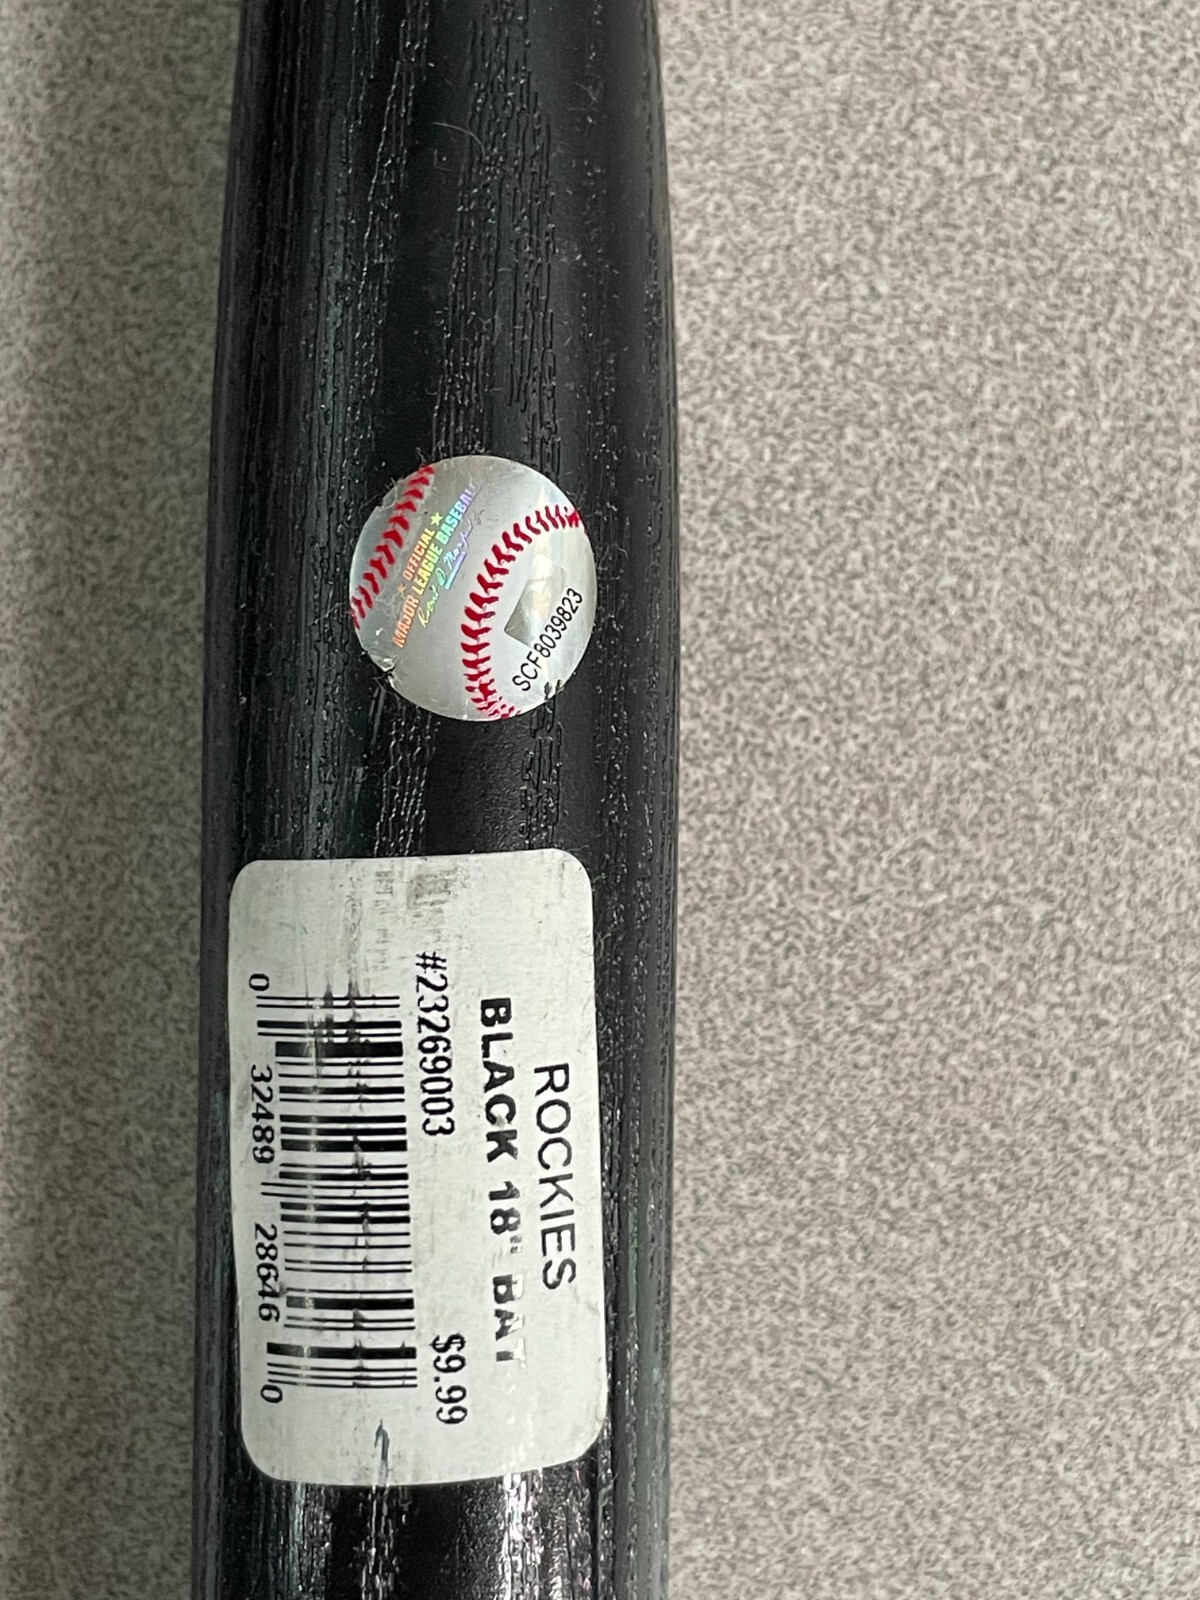 ★ OFFICIAL ★
MAJOR LEAGUE BASEBALL
SCF8039823
ROCKIES
BLACK 18" BAT
#23269003 $9.99
0 32489 28646 0